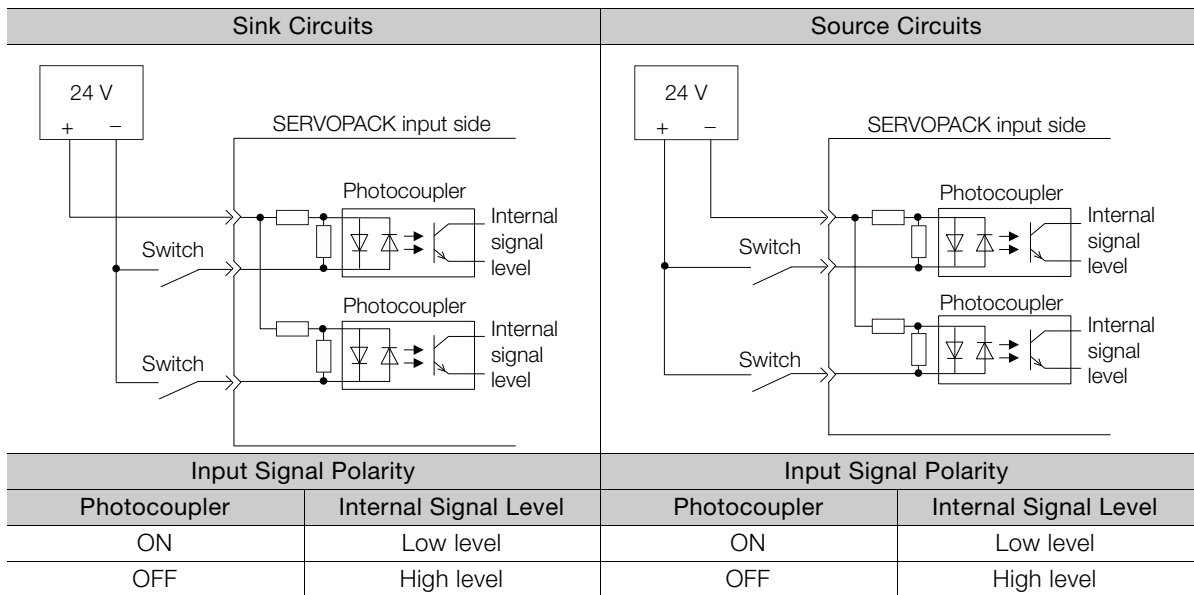 Sink Circuits
24 V
+ −
SERVOPACK input side
Photocoupler
Internal
signal
level
Switch
Photocoupler
Internal
signal
level
Switch
Source Circuits
24 V
+ −
SERVOPACK input side
Photocoupler
Internal
signal
level
Switch
Photocoupler
Internal
signal
level
Switch
Input Signal Polarity
Input Signal Polarity
Photocoupler Internal Signal Level Photocoupler Internal Signal Level
ON Low level ON Low level
OFF High level OFF High level